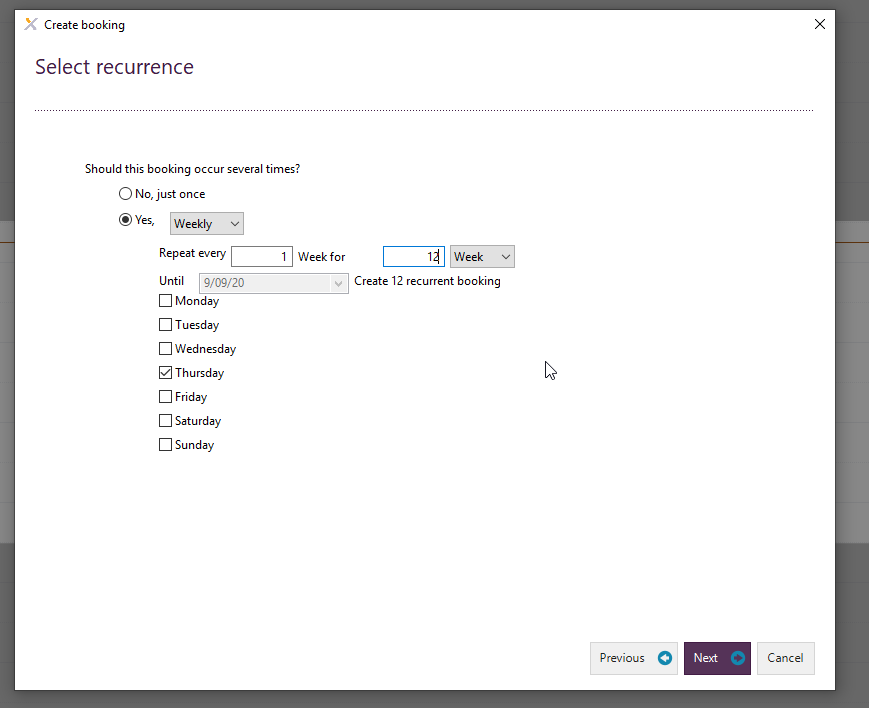 Create booking
Select recurrence
Should this booking occur several times?
No, just once
Yes, Weekly
Repeat every 1 Week for 12 Week
Until 9/09/20 Create 12 recurrent booking
Monday
Tuesday
Wednesday
Thursday
Friday
Saturday
Sunday
Previous Next Cancel